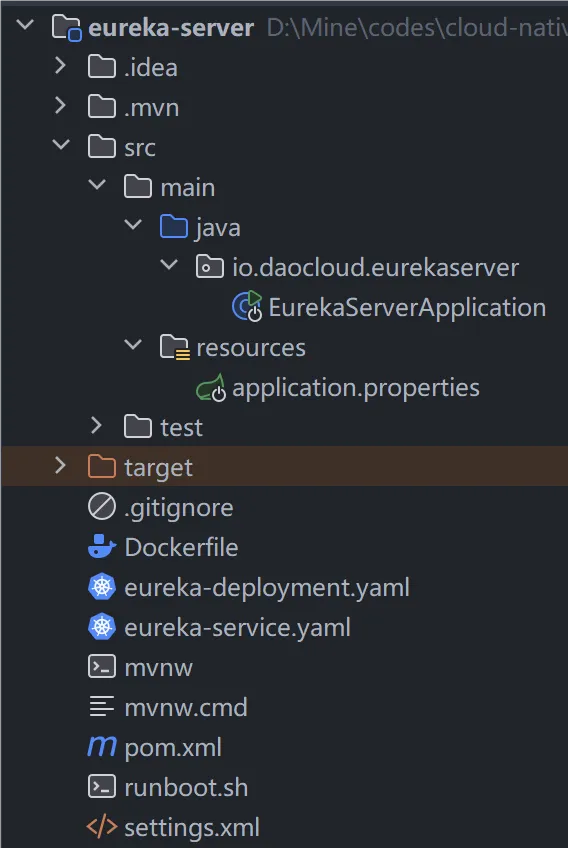 eureka-server D:\Mine\codes\cloud-nativ
.idea
.mvn
src
main
java
io.daocloud.eurekaserver
EurekaServerApplication
resources
application.properties
test
target
.gitignore
Dockerfile
eureka-deployment.yaml
eureka-service.yaml
mvnw
mvnw.cmd
pom.xml
runboot.sh
settings.xml